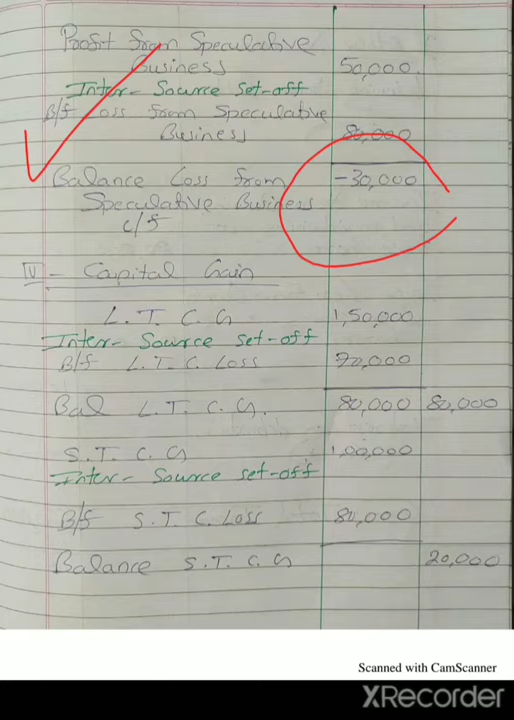 Profit from Speculative
Business 50,000
Inter-Source set-off
B/f Loss from Speculative
Business 80,000
Balance Loss from -30,000
Speculative Business
c/f
IV - Capital Gain
L.T.C.G 1,50,000
Inter-Source set-off
B/f L.T.C. Loss 70,000
Bal L.T.C.G. 80,000 80,000
S.T.C.G 1,00,000
Inter-Source set-off
B/f S.T.C. Loss 80,000
Balance S.T.C.G 20,000
Scanned with CamScanner
XRecorder